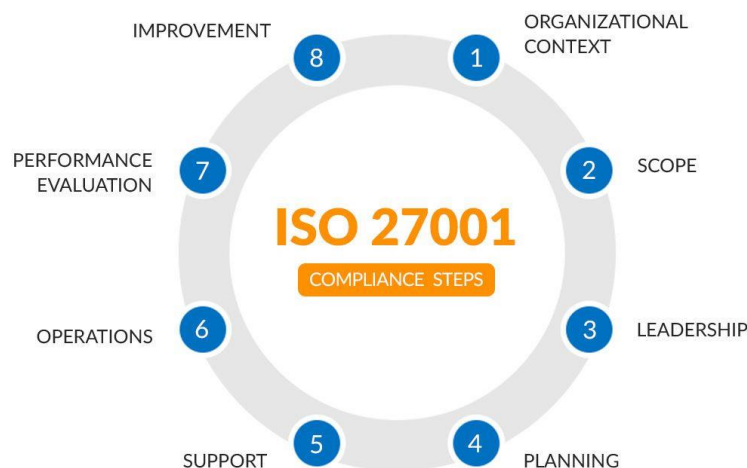 ISO 27001
COMPLIANCE STEPS
1
ORGANIZATIONAL
CONTEXT
2
SCOPE
3
LEADERSHIP
4
PLANNING
5
SUPPORT
6
OPERATIONS
7
PERFORMANCE
EVALUATION
8
IMPROVEMENT